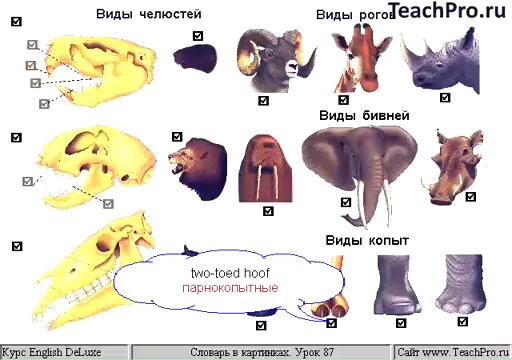 TeachPro.ru
Виды челюстей
Виды рогов
Виды бивней
Виды копыт
two-toed hoof
парнокопытные
Курс English DeLuxe
Словарь в картинках. Урок 87
Сайт www. TeachPro.ru